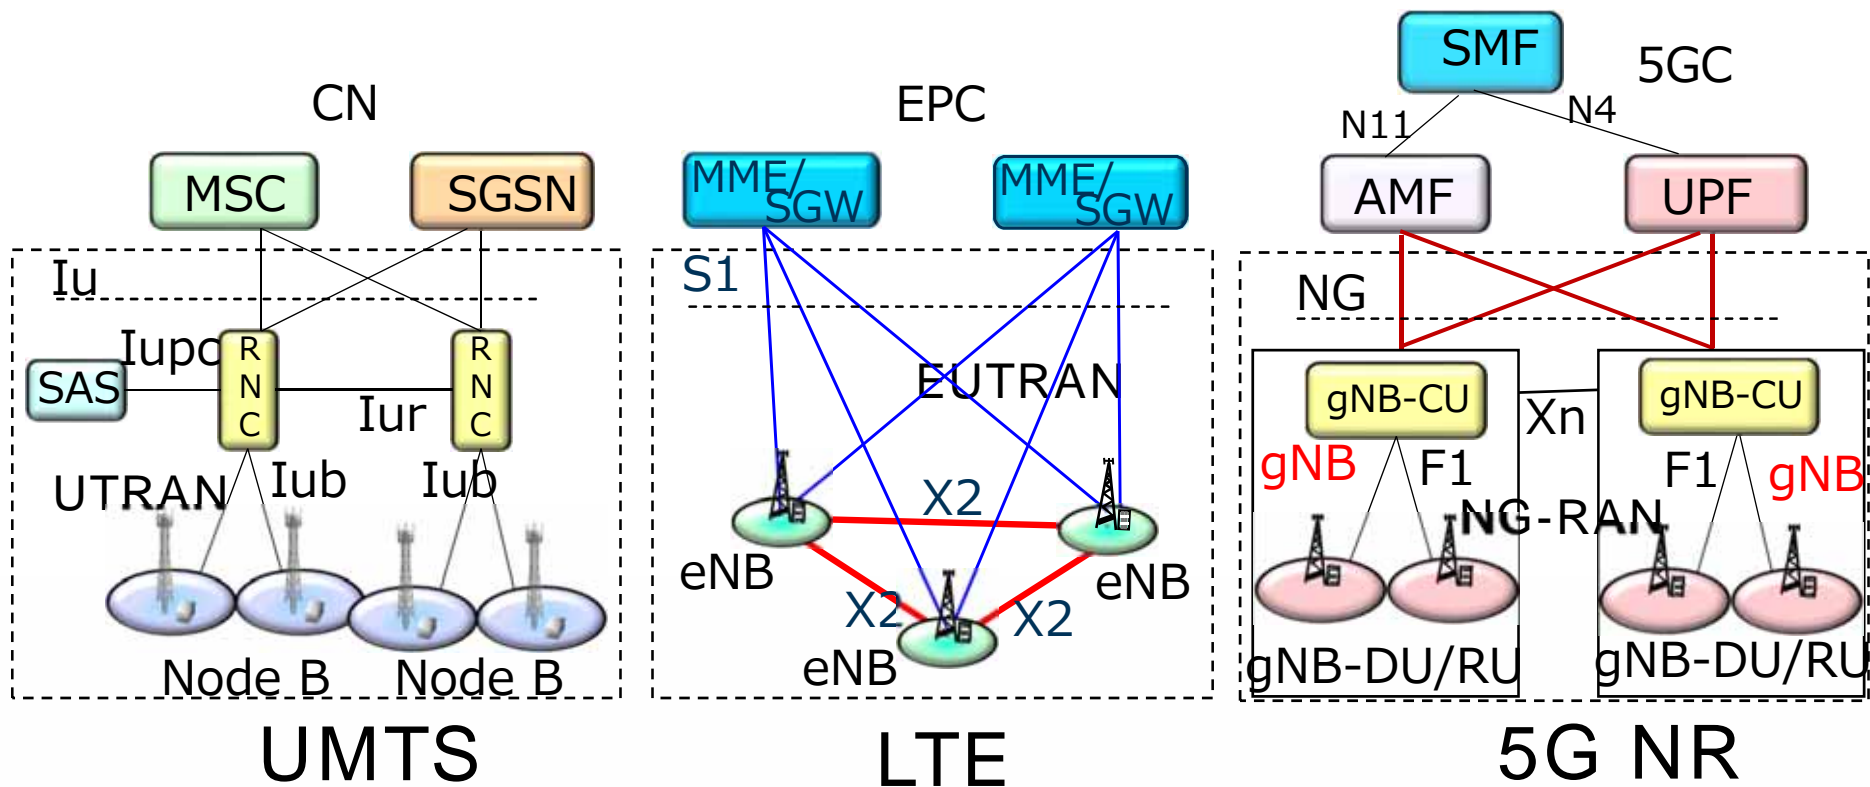 CN
MSC
SGSN
Iu
Iupc
RNC
RNC
SAS
Iur
UTRAN
Iub
Iub
Node B
Node B
UMTS
EPC
MME/
SGW
MME/
SGW
S1
EUTRAN
X2
eNB
eNB
X2
X2
eNB
LTE
SMF
5GC
N11
N4
AMF
UPF
NG
gNB-CU
gNB-CU
Xn
gNB
F1
F1
gNB
NG-RAN
gNB-DU/RU
gNB-DU/RU
5G NR